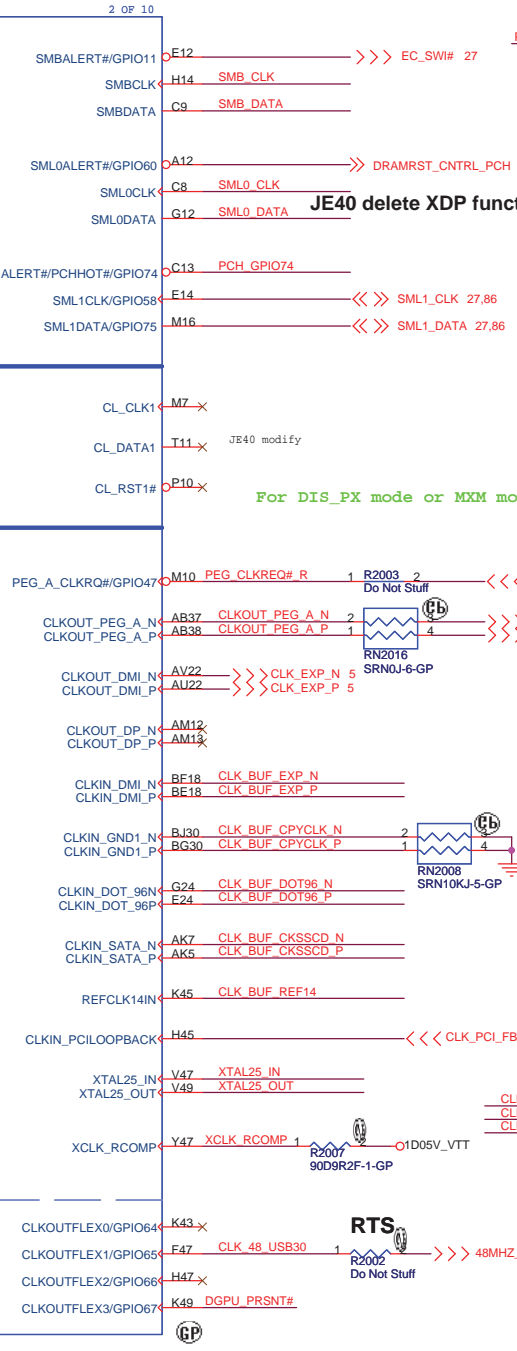 2 OF 10
SMBALERT#/GPIO11 E12 EC_SWI# 27
SMBCLK H14 SMB_CLK
SMBDATA C9 SMB_DATA
SML0ALERT#/GPIO60 A12 DRAMRST_CNTRL_PCH
SML0CLK C8 SML0_CLK
JE40 delete XDP funct
SML0DATA G12 SML0_DATA
ALERT#/PCHHOT#/GPIO74 C13 PCH_GPIO74
SML1CLK/GPIO58 E14 SML1_CLK 27,86
SML1DATA/GPIO75 M16 SML1_DATA 27,86
CL_CLK1 M7
CL_DATA1 T11 JE40 modify
CL_RST1# P10
For DIS_PX mode or MXM mo
PEG_A_CLKRQ#/GPIO47 M10 PEG_CLKREQ#_R 1 R2003 2
Do Not Stuff
CLKOUT_PEG_A_N AB37 CLKOUT_PEG_A_N 2 3
CLKOUT_PEG_A_P AB38 CLKOUT_PEG_A_P 1 4
RN2016
SRN0J-6-GP
CLKOUT_DMI_N AV22 CLK_EXP_N 5
CLKOUT_DMI_P AU22 CLK_EXP_P 5
CLKOUT_DP_N AM12
CLKOUT_DP_P AM13
CLKIN_DMI_N BF18 CLK_BUF_EXP_N
CLKIN_DMI_P BE18 CLK_BUF_EXP_P
CLKIN_GND1_N BJ30 CLK_BUF_CPYCLK_N 2 3
CLKIN_GND1_P BG30 CLK_BUF_CPYCLK_P 1 4
RN2008
SRN10KJ-5-GP
CLKIN_DOT_96N G24 CLK_BUF_DOT96_N
CLKIN_DOT_96P E24 CLK_BUF_DOT96_P
CLKIN_SATA_N AK7 CLK_BUF_CKSSCD_N
CLKIN_SATA_P AK5 CLK_BUF_CKSSCD_P
REFCLK14IN K45 CLK_BUF_REF14
CLKIN_PCILOOPBACK H45 CLK_PCI_FB
XTAL25_IN V47 XTAL25_IN
XTAL25_OUT V49 XTAL25_OUT
XCLK_RCOMP Y47 XCLK_RCOMP 1 2 1D05V_VTT
R2007
90D9R2F-1-GP
CLKOUTFLEX0/GPIO64 K43
RTS
CLKOUTFLEX1/GPIO65 F47 CLK_48_USB30 1 2 48MHZ_
R2002
Do Not Stuff
CLKOUTFLEX2/GPIO66 H47
CLKOUTFLEX3/GPIO67 K49 DGPU_PRSNT#
GP